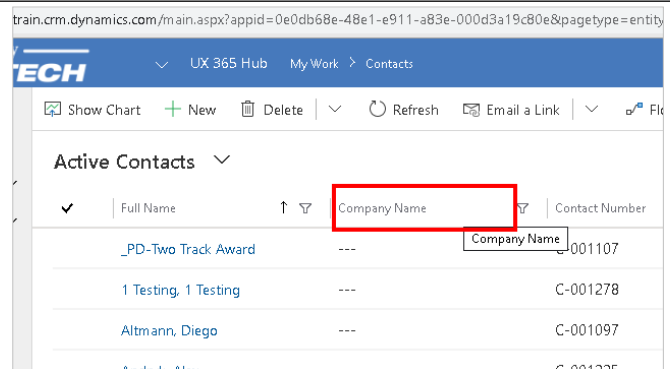 train.crm.dynamics.com/main.aspx?appid=0e0db68e-48e1-e911-a83e-000d3a19c80e&pagetype=entity
TECH UX 365 Hub My Work > Contacts
Show Chart New Delete Refresh Email a Link Flo
Active Contacts
Full Name Company Name Contact Number
Company Name
_PD-Two Track Award --- C-001107
1 Testing, 1 Testing --- C-001278
Altmann, Diego --- C-001097